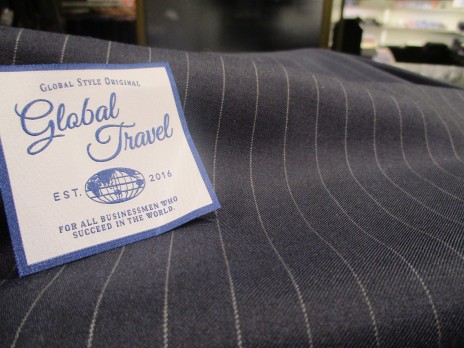 GLOBAL STYLE ORIGINAL
Global
Travel
EST. 2016
FOR ALL BUSINESSMEN WHO
SUCCEED IN THE WORLD.